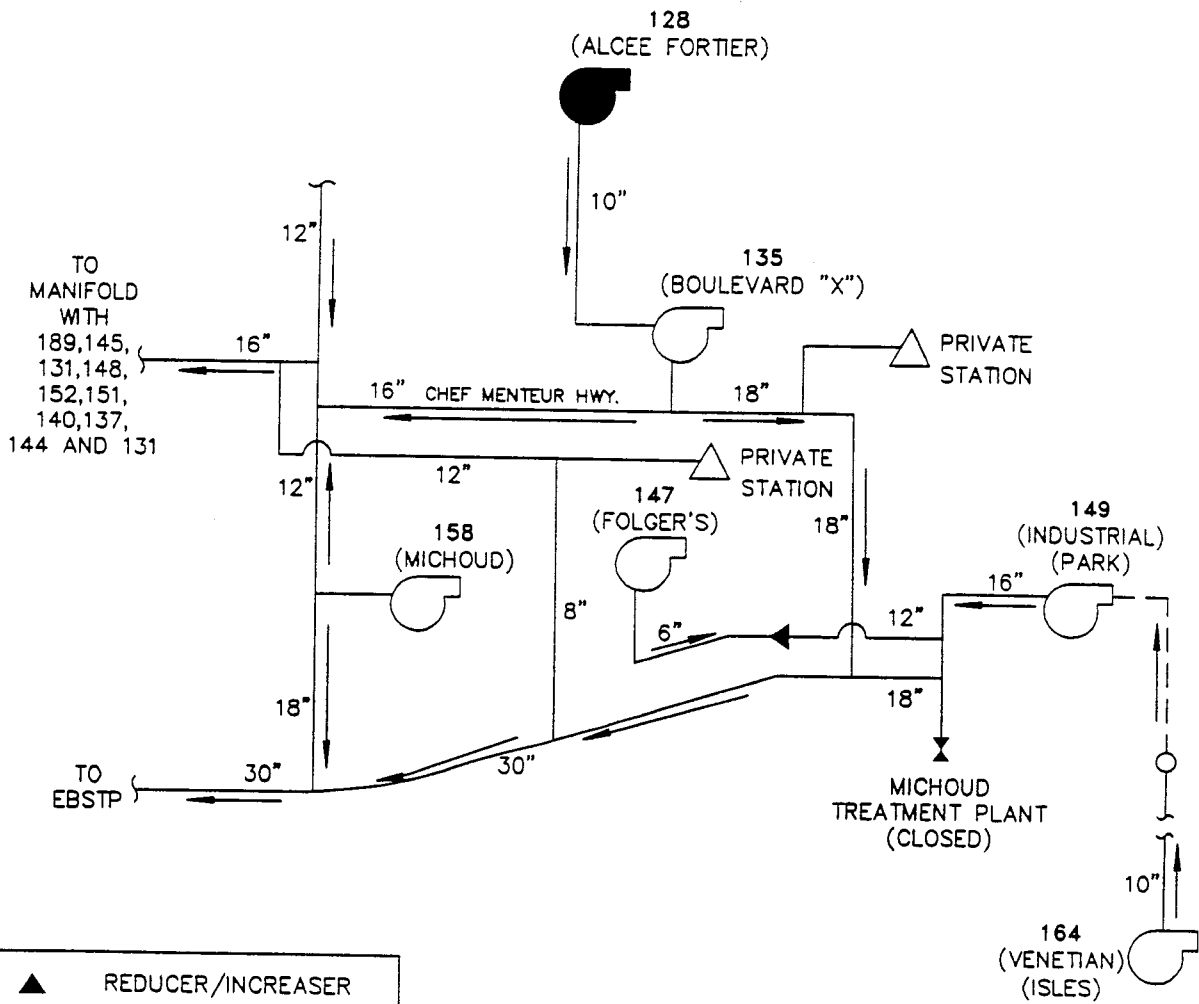 128
(ALCEE FORTIER)
10"
12"
135
(BOULEVARD "X")
TO
MANIFOLD
WITH
189,145,
131,148,
152,151,
140,137,
144 AND 131
16"
PRIVATE
STATION
16"
CHEF MENTEUR HWY.
18"
12"
12"
PRIVATE
STATION
147
(FOLGER'S)
18"
158
(MICHOUD)
149
(INDUSTRIAL)
(PARK)
16"
8"
6"
12"
18"
18"
30"
TO
EBSTP
30"
MICHOUD
TREATMENT PLANT
(CLOSED)
10"
164
(VENETIAN)
(ISLES)
REDUCER/INCREASER